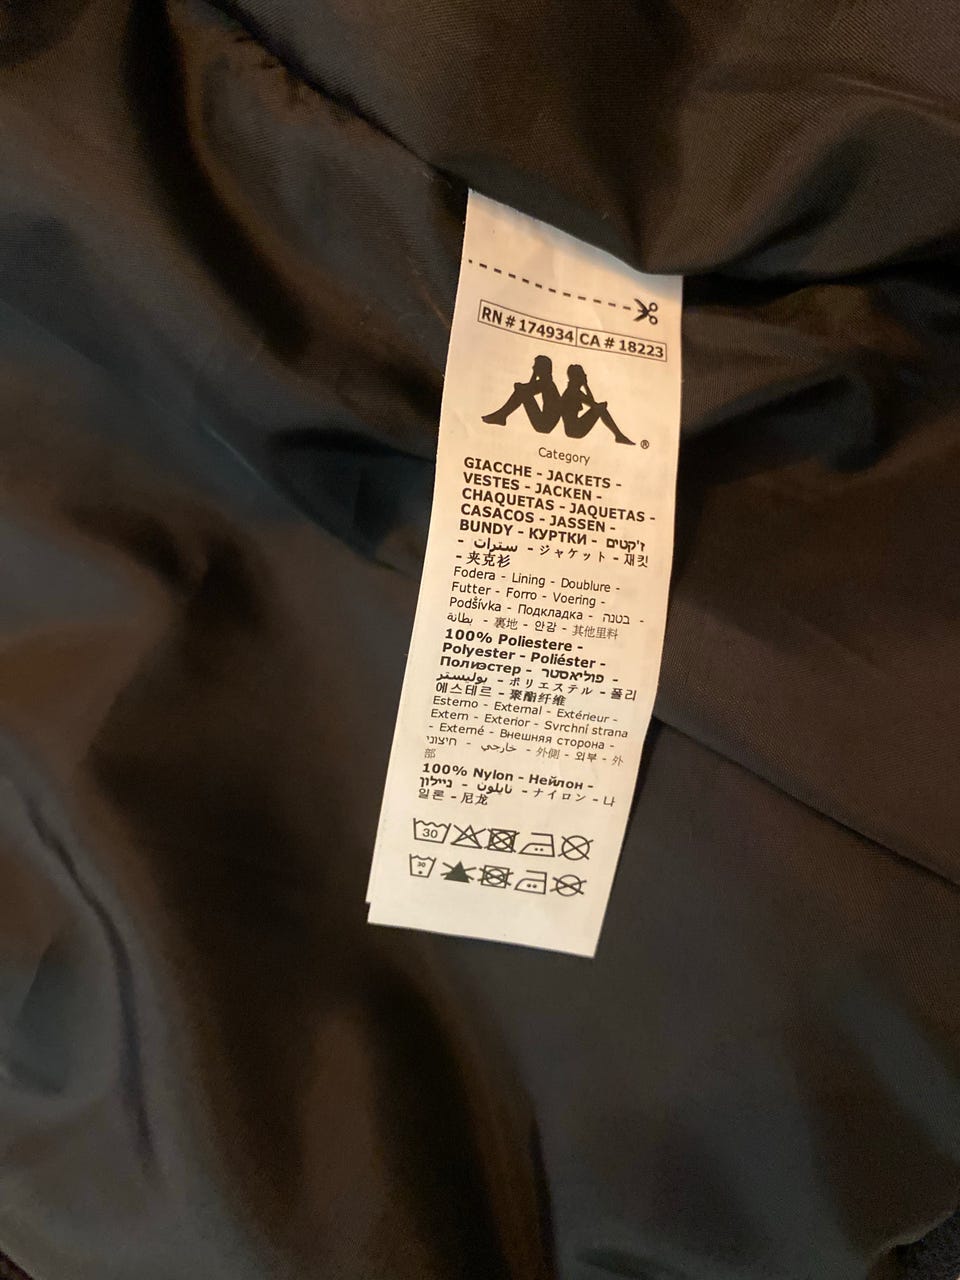 RN # 174934 CA # 18223
®
Category
GIACCHE - JACKETS -
VESTES - JACKEN -
CHAQUETAS - JAQUETAS -
CASACOS - JASSEN -
BUNDY - КУРТКИ - ז'קטים
- سترات - ジャケット - 재킷
- 夹克衫
Fodera - Lining - Doublure -
Futter - Forro - Voering -
Podšívka - Подкладка - בטנה -
بطانة - 裏地 - 안감 - 其他里料
100% Poliestere -
Polyester - Poliéster -
Полиэстер - פוליאסטר -
بوليستر - ポリエステル - 폴리
에스테르 - 聚酯纤维
Esterno - External - Extérieur -
Extern - Exterior - Svrchní strana
- Externé - Внешняя сторона -
חיצוני - خارجي - 外側 - 외부 - 外
部
100% Nylon - Нейлон -
ניילון - نايلون - ナイロン - 나
일론 - 尼龙
30
30